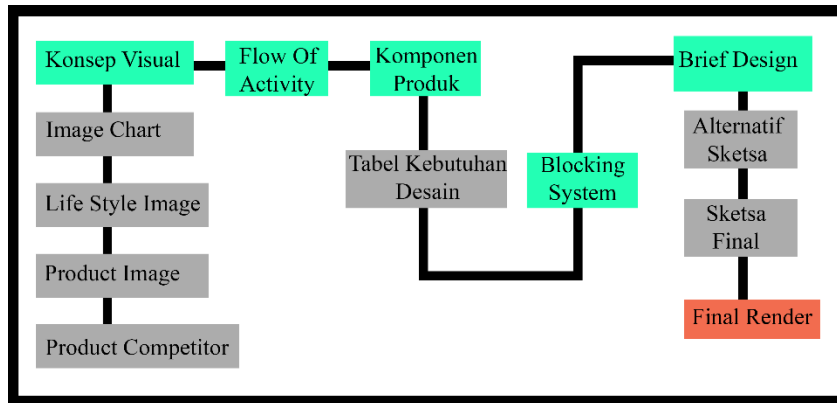 Konsep Visual
Flow Of
Activity
Komponen
Produk
Brief Design
Image Chart
Life Style Image
Product Image
Product Competitor
Tabel Kebutuhan
Desain
Blocking
System
Alternatif
Sketsa
Sketsa
Final
Final Render